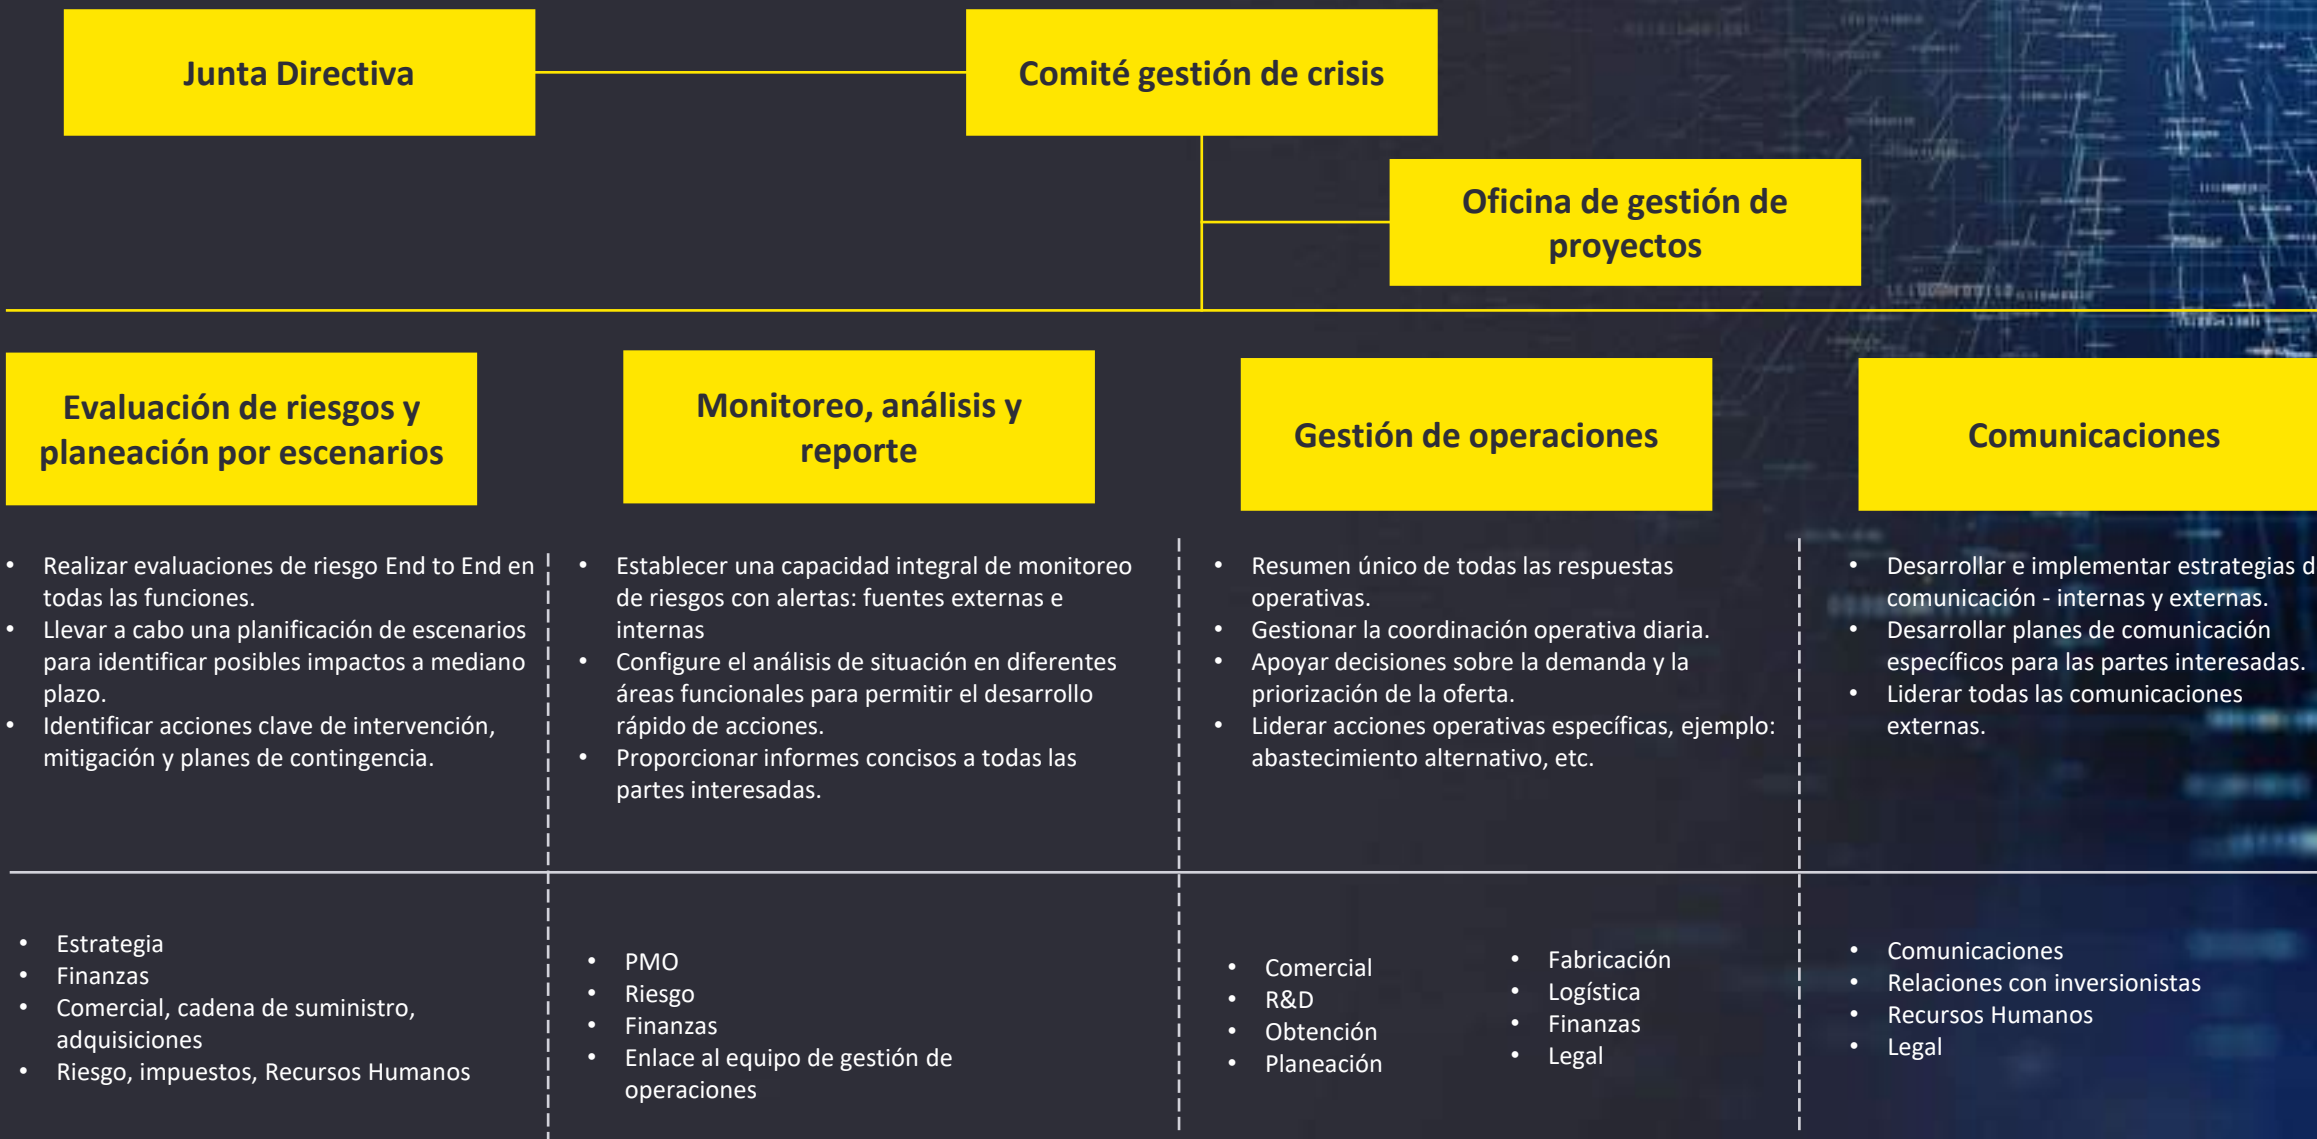 Junta Directiva
Comité gestión de crisis
Oficina de gestión de
proyectos
Evaluación de riesgos y
planeación por escenarios
Monitoreo, análisis y
reporte
Gestión de operaciones
Comunicaciones
• Realizar evaluaciones de riesgo End to End en
todas las funciones.
• Llevar a cabo una planificación de escenarios
para identificar posibles impactos a mediano
plazo.
• Identificar acciones clave de intervención,
mitigación y planes de contingencia.
• Establecer una capacidad integral de monitoreo
de riesgos con alertas: fuentes externas e
internas
• Configure el análisis de situación en diferentes
áreas funcionales para permitir el desarrollo
rápido de acciones.
• Proporcionar informes concisos a todas las
partes interesadas.
• Resumen único de todas las respuestas
operativas.
• Gestionar la coordinación operativa diaria.
• Apoyar decisiones sobre la demanda y la
priorización de la oferta.
• Liderar acciones operativas específicas, ejemplo:
abastecimiento alternativo, etc.
• Desarrollar e implementar estrategias d
comunicación - internas y externas.
• Desarrollar planes de comunicación
específicos para las partes interesadas.
• Liderar todas las comunicaciones
externas.
• Estrategia
• Finanzas
• Comercial, cadena de suministro,
adquisiciones
• Riesgo, impuestos, Recursos Humanos
• PMO
• Riesgo
• Finanzas
• Enlace al equipo de gestión de
operaciones
• Comercial
• R&D
• Obtención
• Planeación
• Fabricación
• Logística
• Finanzas
• Legal
• Comunicaciones
• Relaciones con inversionistas
• Recursos Humanos
• Legal